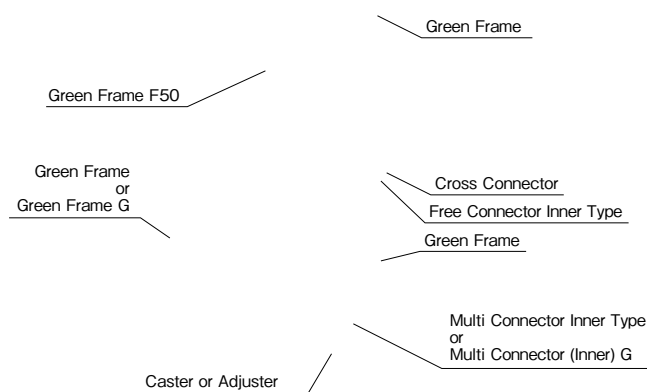 Green Frame
Green Frame F50
Green Frame
or
Green Frame G
Cross Connector
Free Connector Inner Type
Green Frame
Multi Connector Inner Type
or
Multi Connector (Inner) G
Caster or Adjuster